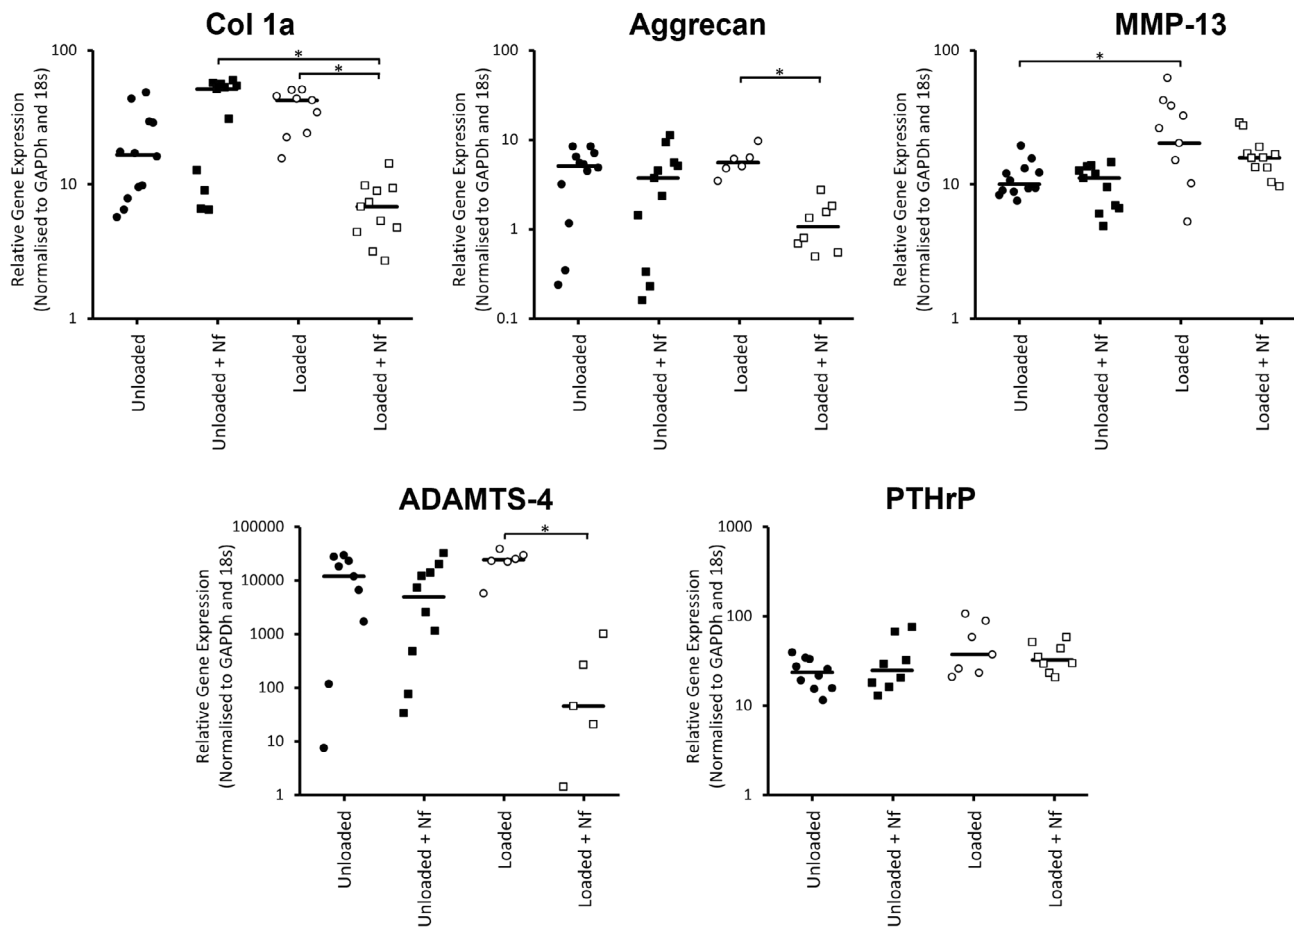 Col 1a
Relative Gene Expression
(Normalised to GAPDh and 18s)
100
10
1
*
*
Unloaded
Unloaded + Nf
Loaded
Loaded + Nf
Aggrecan
Relative Gene Expression
(Normalised to GAPDh and 18s)
100
10
1
0.1
*
Unloaded
Unloaded + Nf
Loaded
Loaded + Nf
MMP-13
Relative Gene Expression
(Normalised to GAPDh and 18s)
100
10
1
*
Unloaded
Unloaded + Nf
Loaded
Loaded + Nf
ADAMTS-4
Relative Gene Expression
(Normalised to GAPDh and 18s)
100000
10000
1000
100
10
1
*
Unloaded
Unloaded + Nf
Loaded
Loaded + Nf
PTHrP
Relative Gene Expression
(Normalised to GAPDh and 18s)
1000
100
10
1
Unloaded
Unloaded + Nf
Loaded
Loaded + Nf